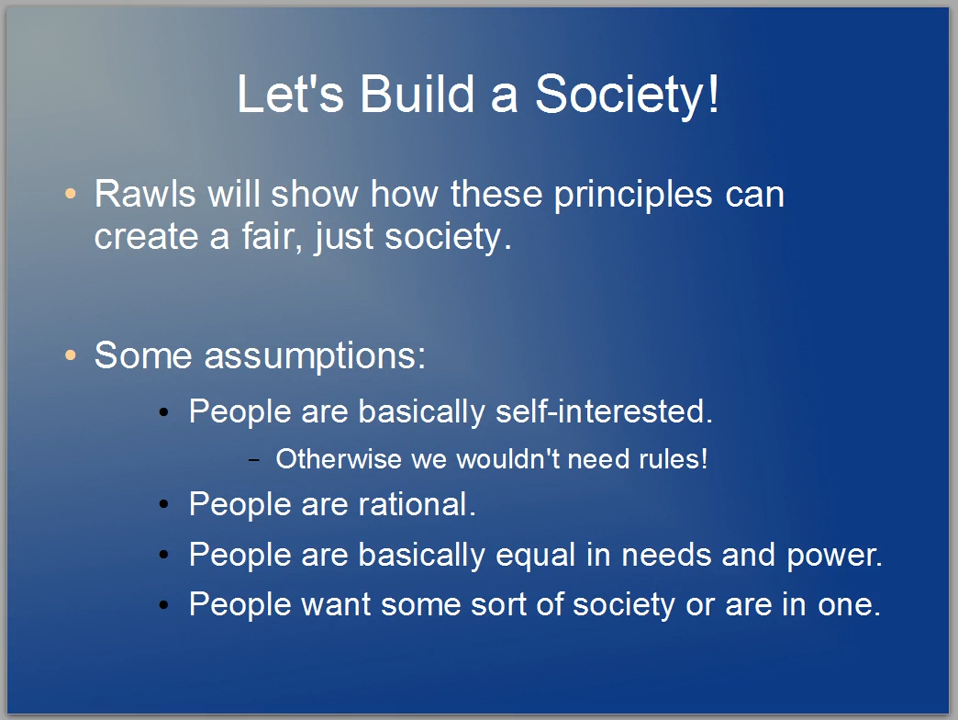 Let's Build a Society!
• Rawls will show how these principles can
create a fair, just society.
• Some assumptions:
• People are basically self-interested.
– Otherwise we wouldn't need rules!
• People are rational.
• People are basically equal in needs and power.
• People want some sort of society or are in one.